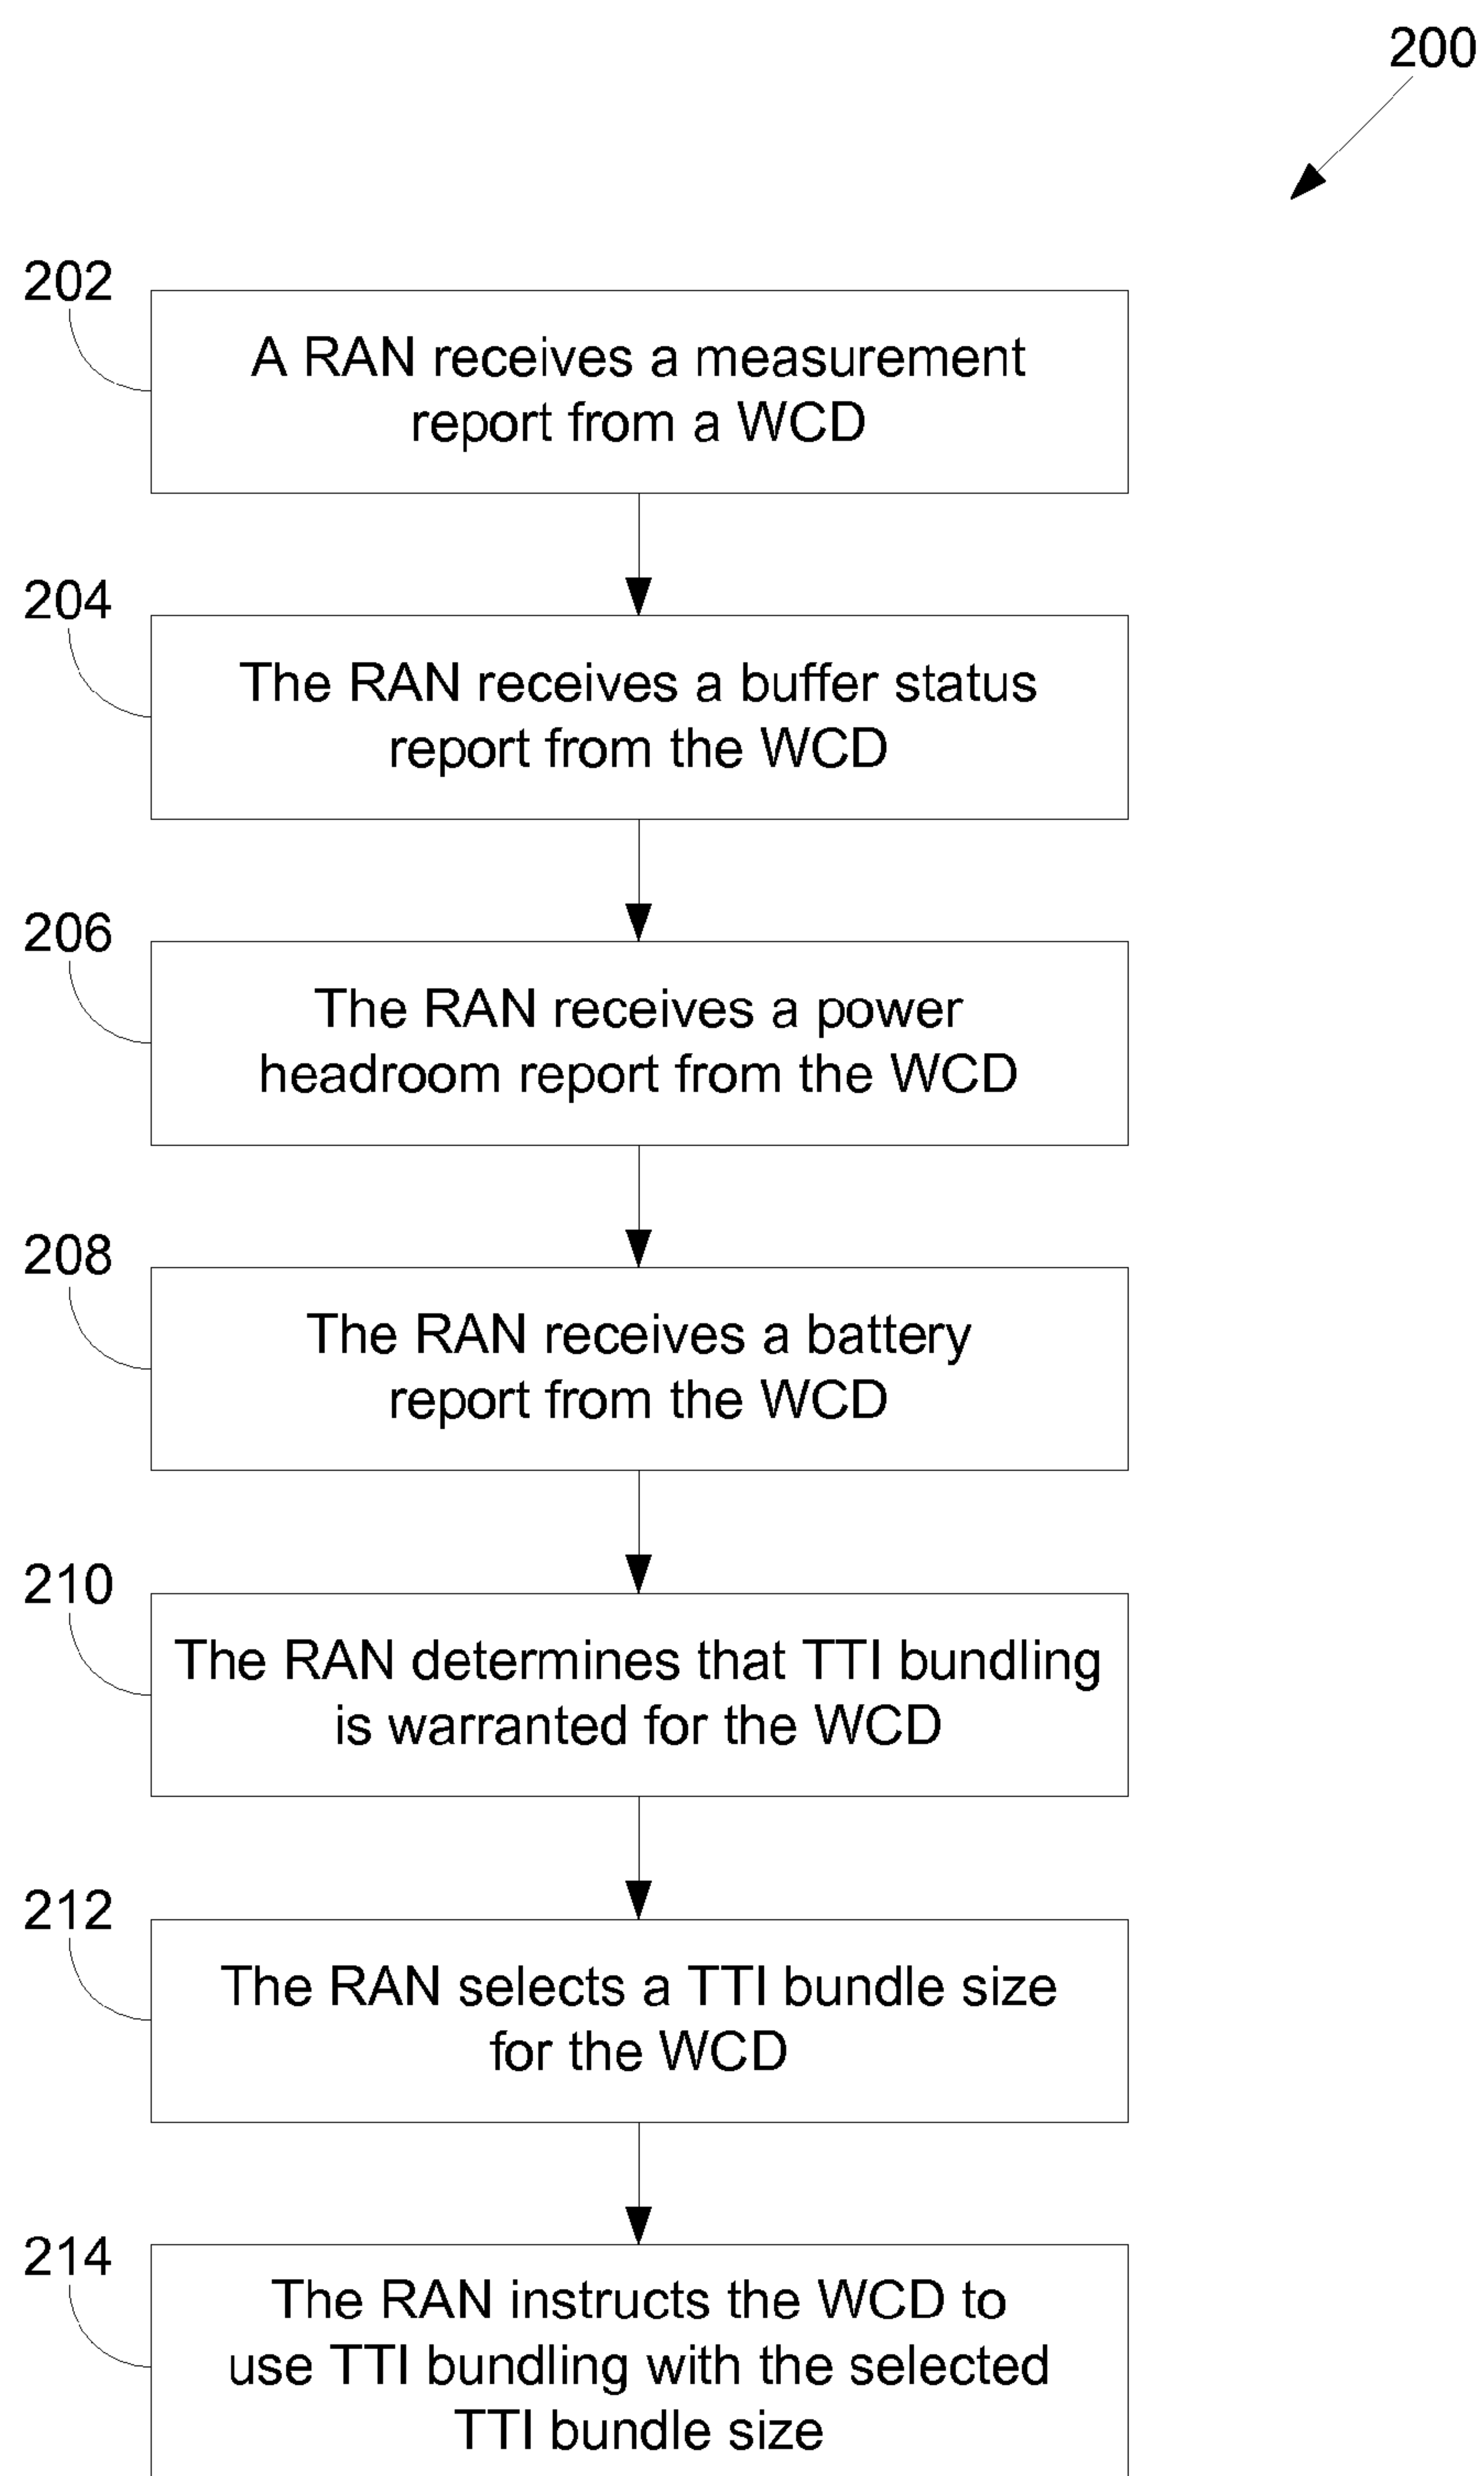 200
202
A RAN receives a measurement
report from a WCD
204
The RAN receives a buffer status
report from the WCD
206
The RAN receives a power
headroom report from the WCD
208
The RAN receives a battery
report from the WCD
210
The RAN determines that TTI bundling
is warranted for the WCD
212
The RAN selects a TTI bundle size
for the WCD
214
The RAN instructs the WCD to
use TTI bundling with the selected
TTI bundle size